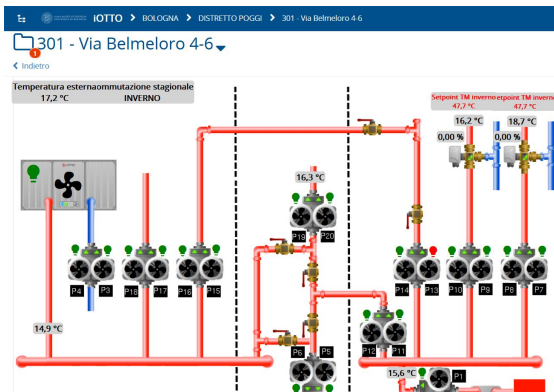 IOTTO > BOLOGNA > DISTRETTO POGGI > 301 - Via Belmeloro 4-6
301 - Via Belmeloro 4-6
1
Indietro
Temperatura esternaommutazione stagionale
17,2 °C INVERNO
Setpoint TM inverno etpoint TM invern
47,7 °C 47,7 °C
16,2 °C 18,7 °C
0,00 % 0,00 %
16,3 °C
P19 P20
P4 P3 P18 P17 P16 P15 P14 P13 P10 P9 P8 P7
14,9 °C
P6 P5 P12 P11
15,6 °C P1